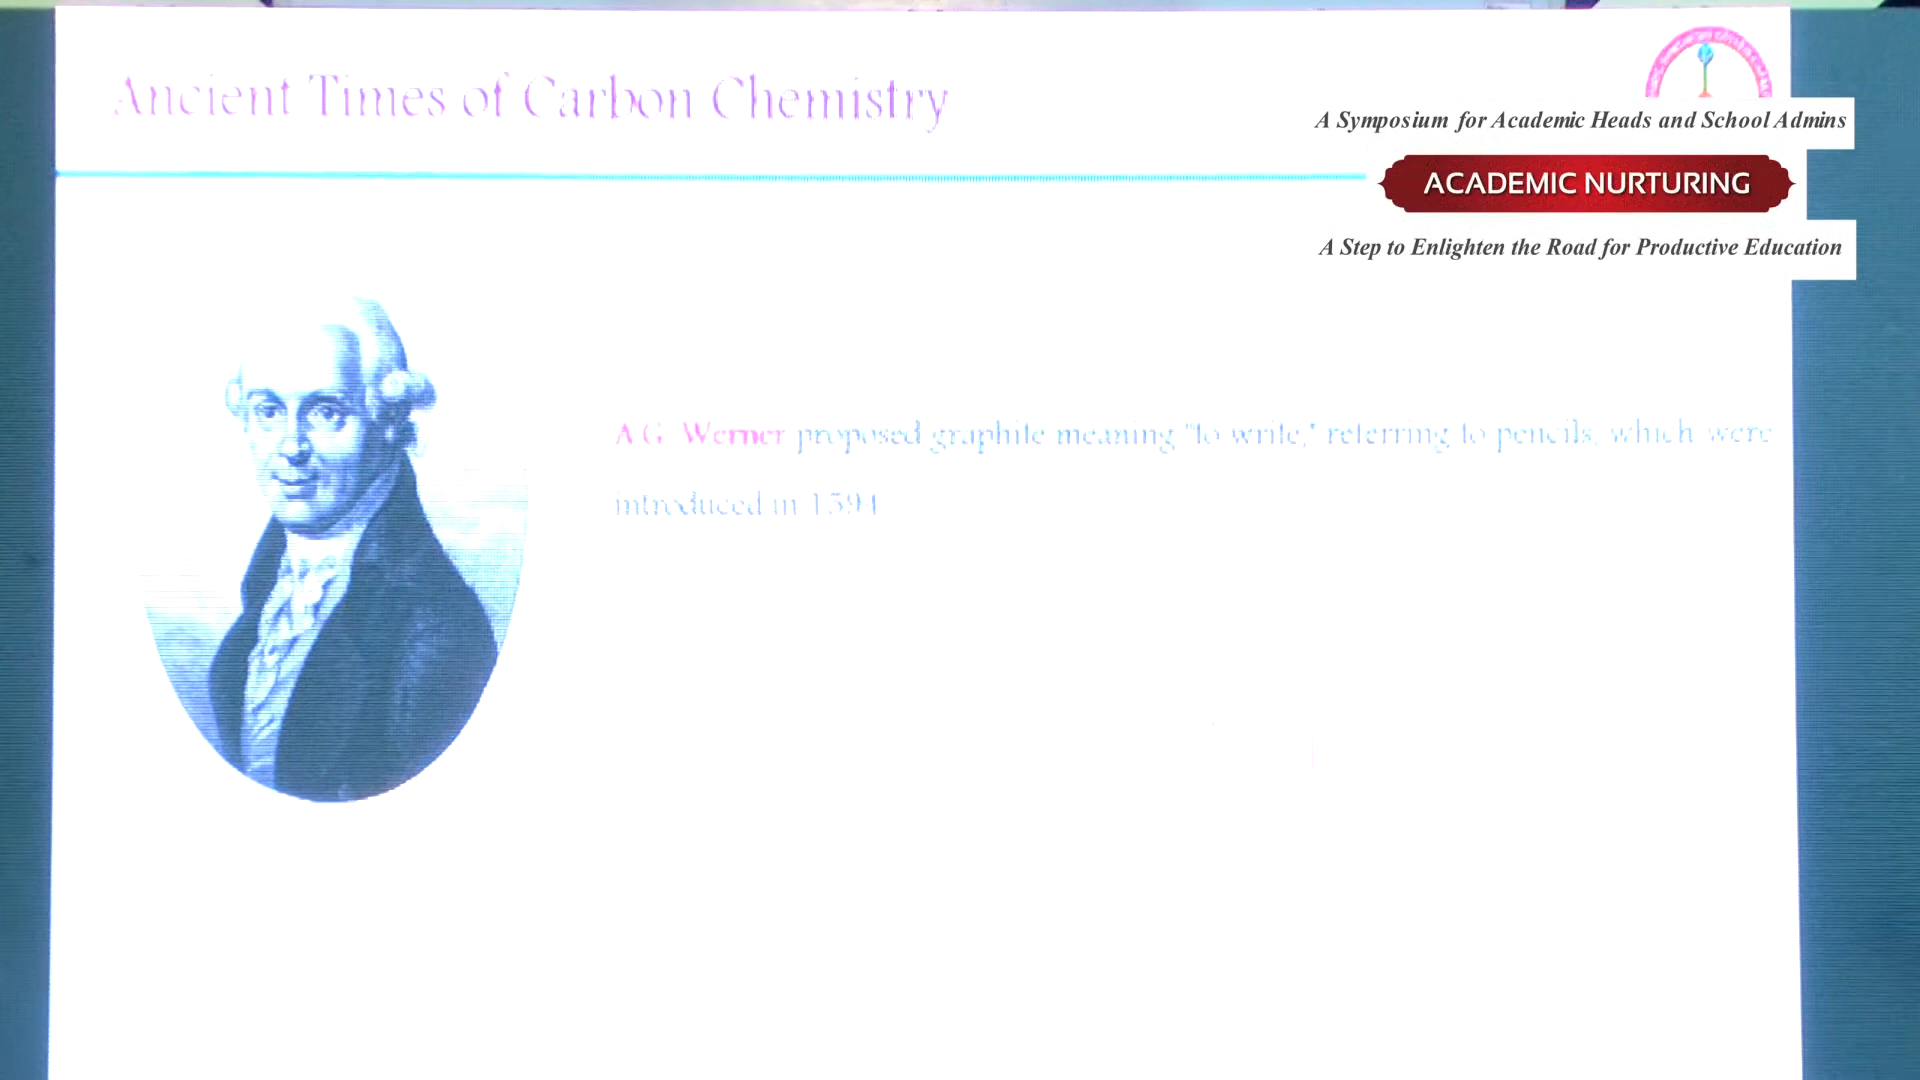 Ancient Times of Carbon Chemistry
A Symposium for Academic Heads and School Admins
ACADEMIC NURTURING
A Step to Enlighten the Road for Productive Education
A.G. Werner proposed graphite meaning "to write," referring to pencils, which were
introduced in 1594